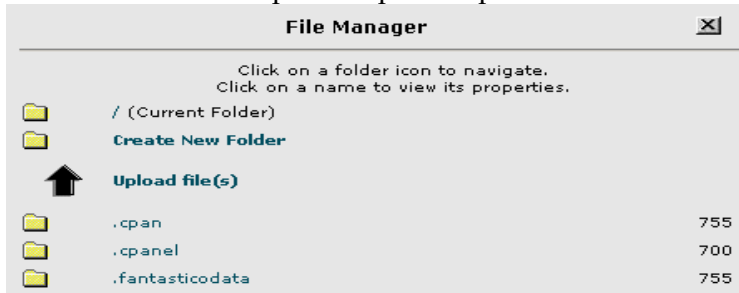 File Manager
Click on a folder icon to navigate.
Click on a name to view its properties.
/ (Current Folder)
Create New Folder
Upload file(s)
.cpan 755
.cpanel 700
.fantasticodata 755